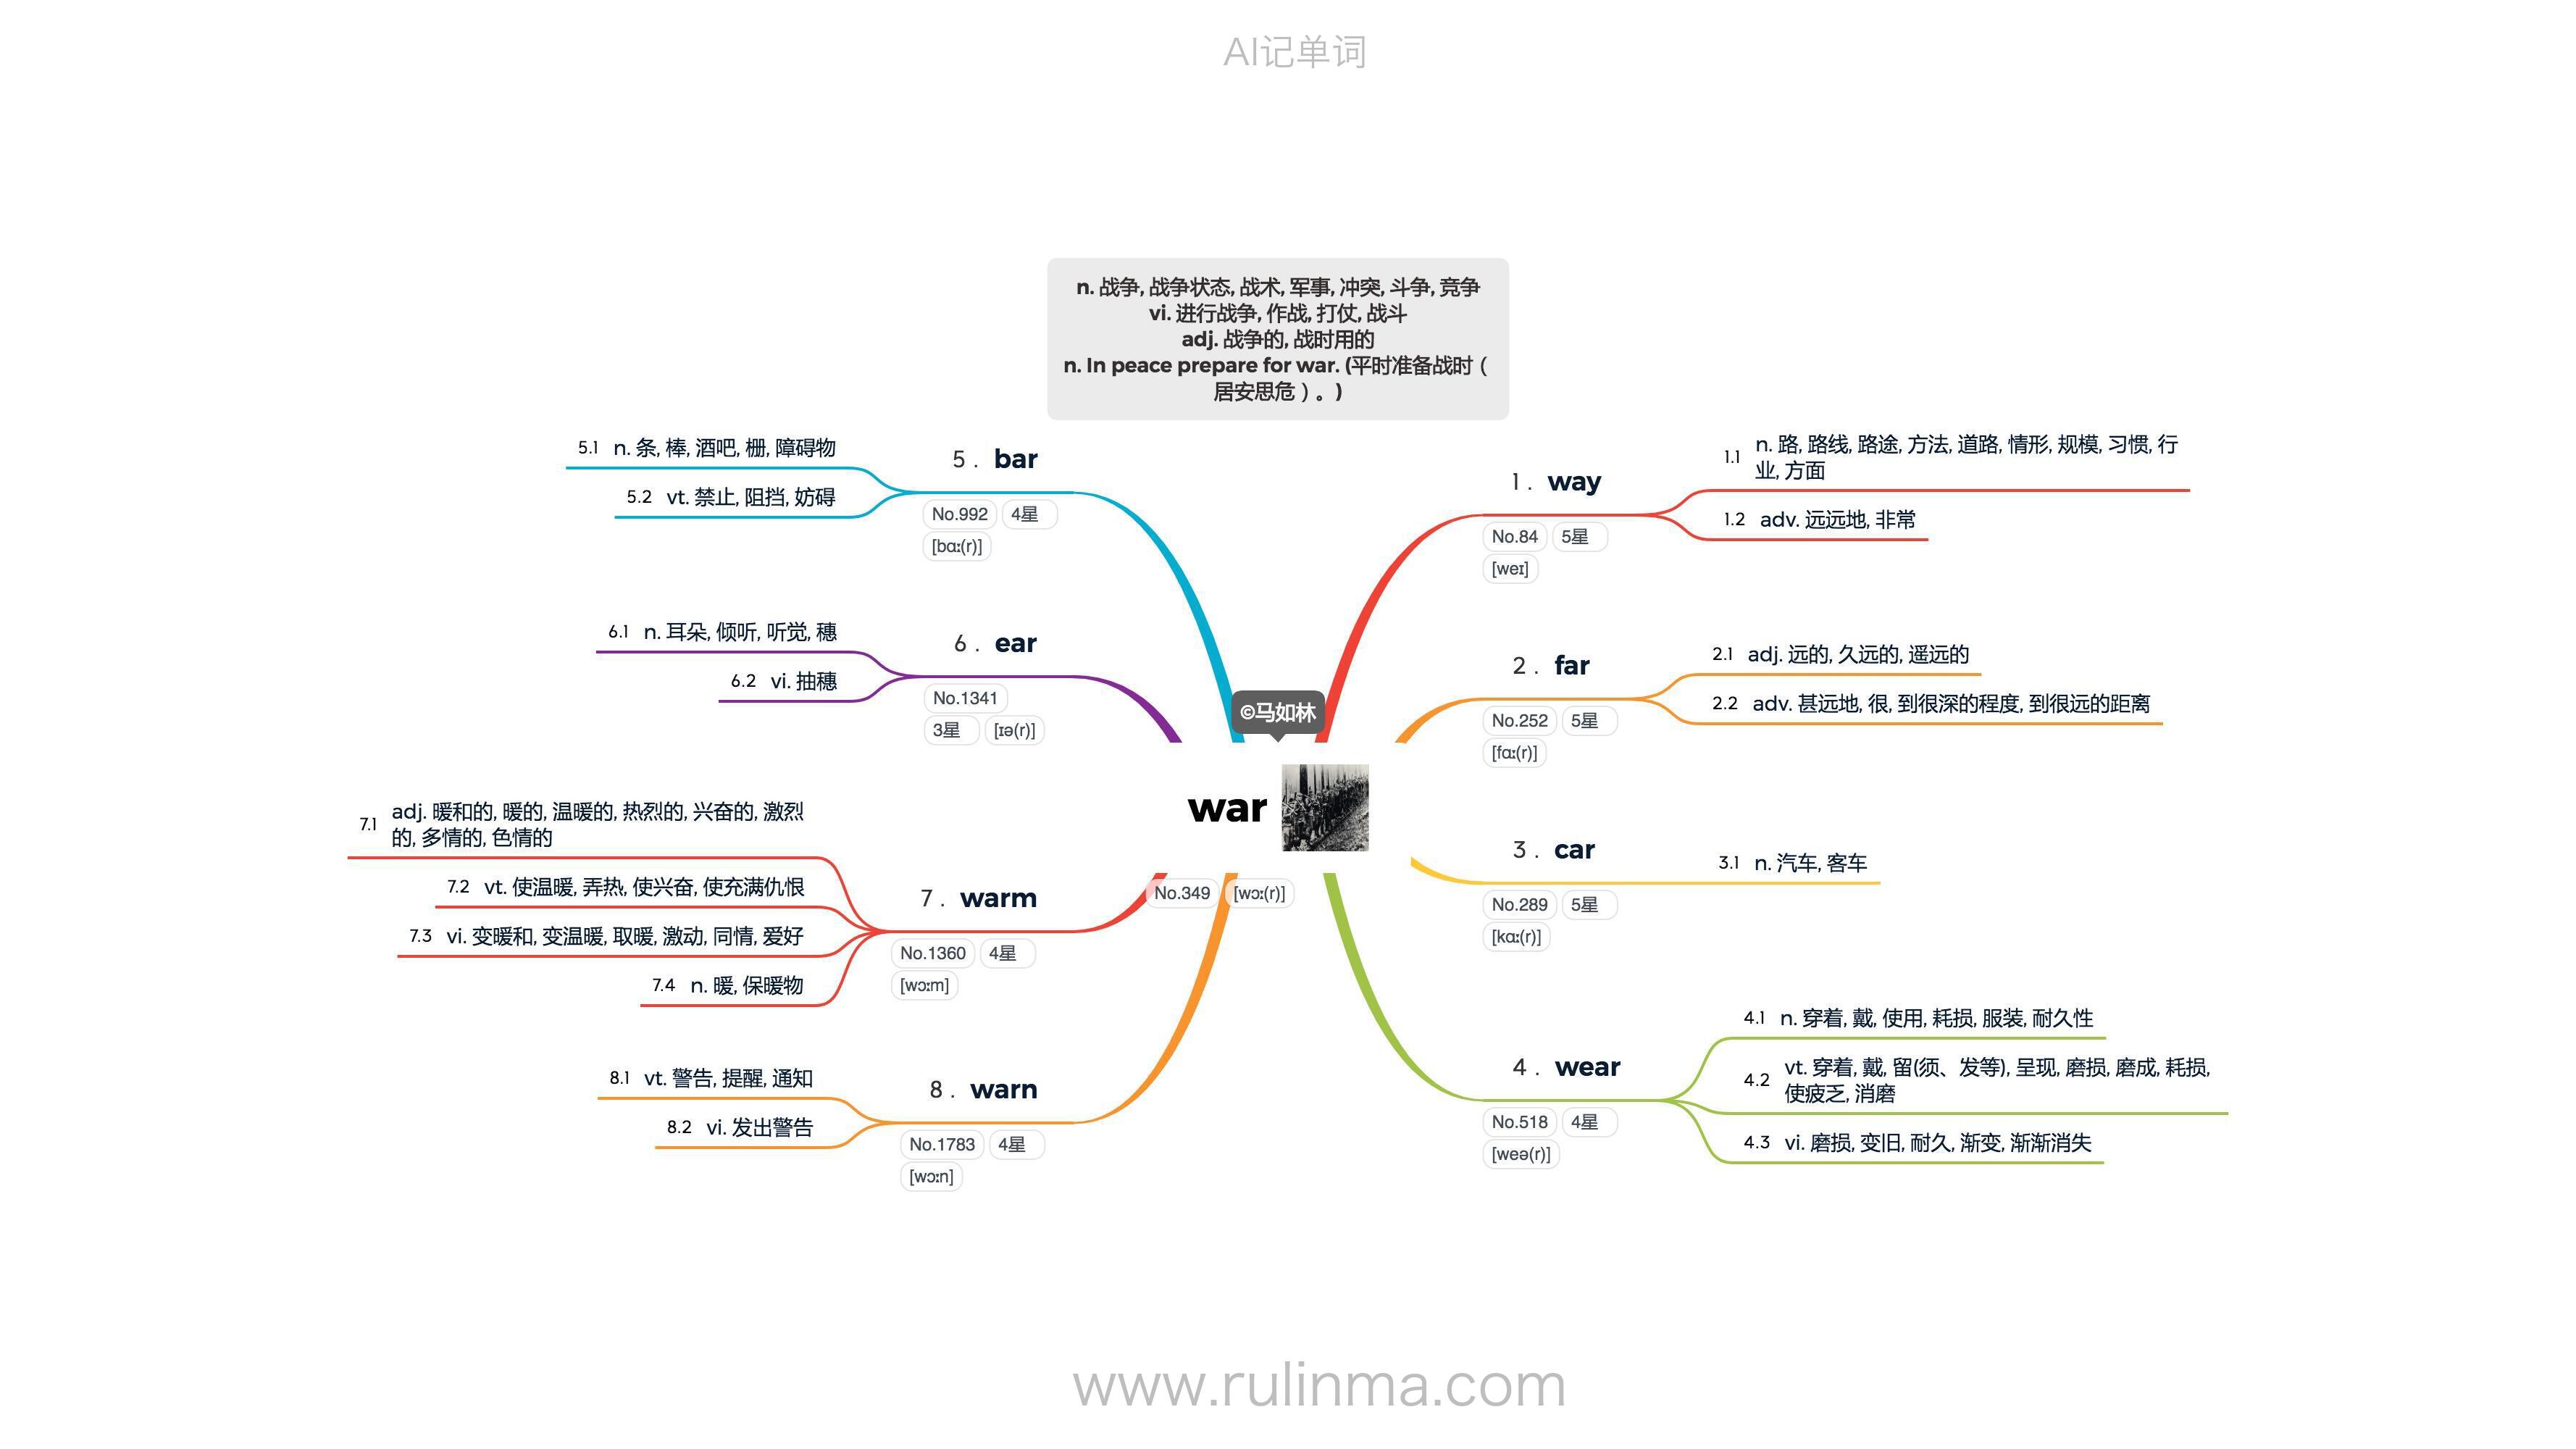 AI记单词
n. 战争, 战争状态, 战术, 军事, 冲突, 斗争, 竞争
vi. 进行战争, 作战, 打仗, 战斗
adj. 战争的, 战时用的
n. In peace prepare for war. (平时准备战时（
居安思危）。)
©马如林
war
No.349 [wɔː(r)]
1. way
No.84 5星
[weɪ]
1.1 n. 路, 路线, 路途, 方法, 道路, 情形, 规模, 习惯, 行
业, 方面
1.2 adv. 远远地, 非常
2. far
No.252 5星
[fɑː(r)]
2.1 adj. 远的, 久远的, 遥远的
2.2 adv. 甚远地, 很, 到很深的程度, 到很远的距离
3. car
No.289 5星
[kɑː(r)]
3.1 n. 汽车, 客车
4. wear
No.518 4星
[weə(r)]
4.1 n. 穿着, 戴, 使用, 耗损, 服装, 耐久性
4.2 vt. 穿着, 戴, 留(须、发等), 呈现, 磨损, 磨成, 耗损,
使疲乏, 消磨
4.3 vi. 磨损, 变旧, 耐久, 渐变, 渐渐消失
5. bar
No.992 4星
[bɑː(r)]
5.1 n. 条, 棒, 酒吧, 栅, 障碍物
5.2 vt. 禁止, 阻挡, 妨碍
6. ear
No.1341
3星 [ɪə(r)]
6.1 n. 耳朵, 倾听, 听觉, 穗
6.2 vi. 抽穗
7. warm
No.1360 4星
[wɔːm]
7.1 adj. 暖和的, 暖的, 温暖的, 热烈的, 兴奋的, 激烈
的, 多情的, 色情的
7.2 vt. 使温暖, 弄热, 使兴奋, 使充满仇恨
7.3 vi. 变暖和, 变温暖, 取暖, 激动, 同情, 爱好
7.4 n. 暖, 保暖物
8. warn
No.1783 4星
[wɔːn]
8.1 vt. 警告, 提醒, 通知
8.2 vi. 发出警告
www.rulinma.com